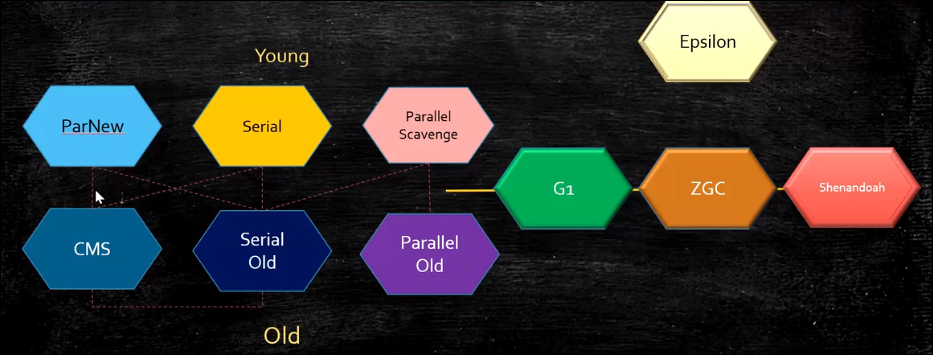 Young
Epsilon
ParNew
Serial
Parallel
Scavenge
G1
ZGC
Shenandoah
CMS
Serial
Old
Parallel
Old
Old